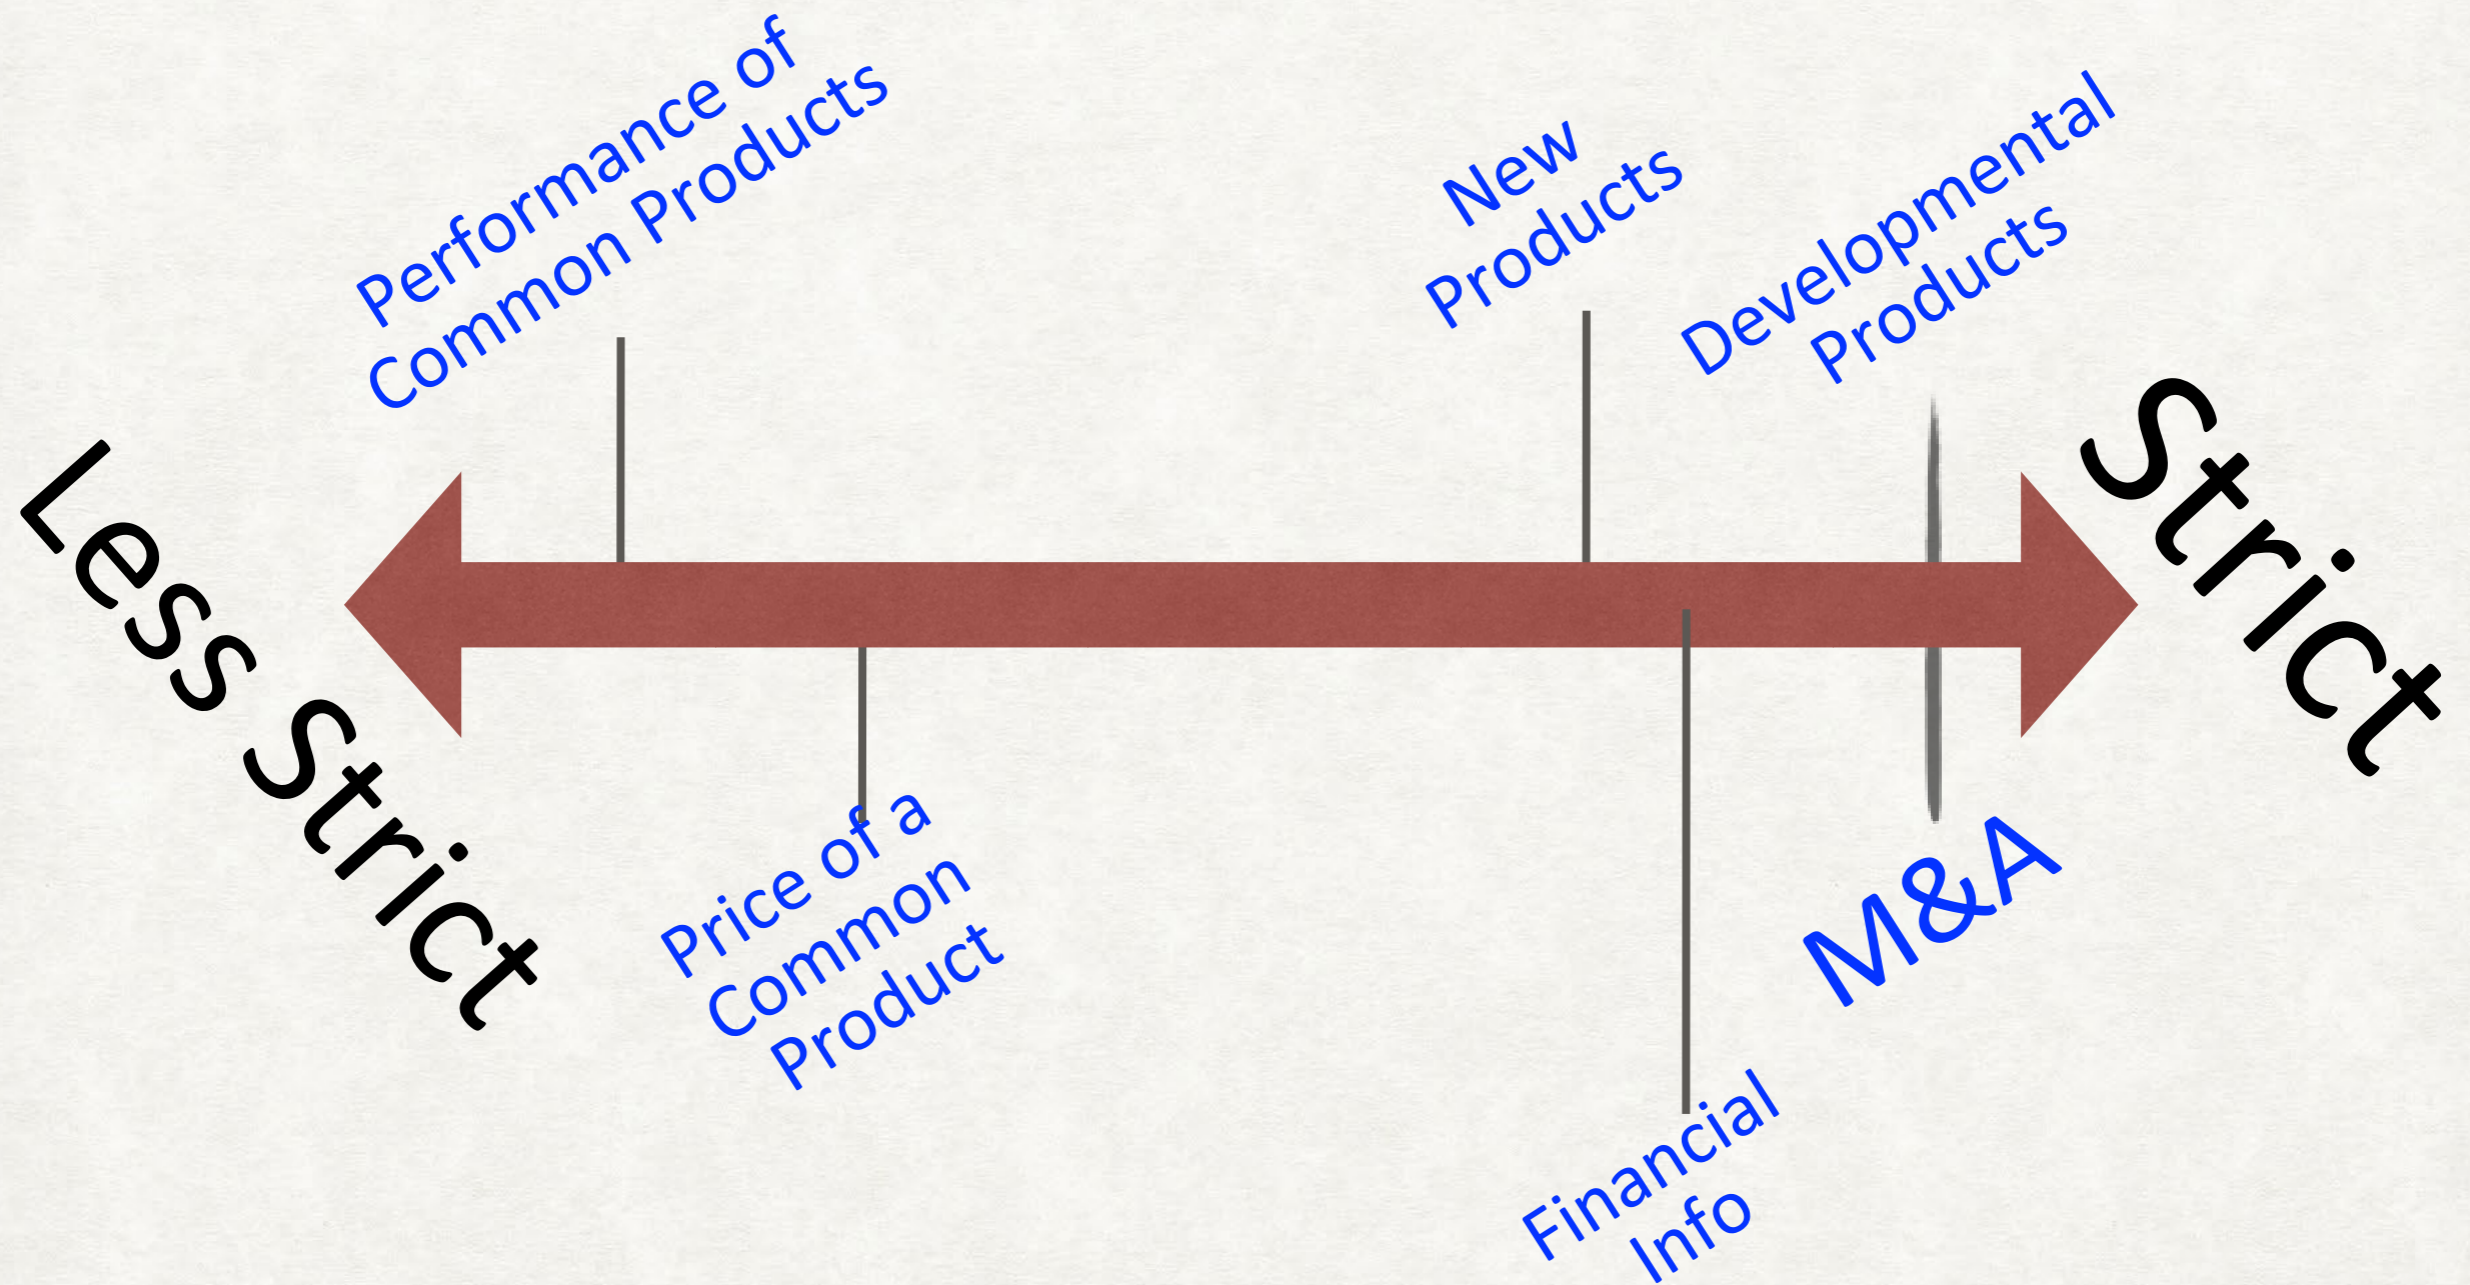 Performance of
Common Products
New
Products
Developmental
Products
Less Strict
Strict
Price of a
Common
Product
M&A
Financial
Info